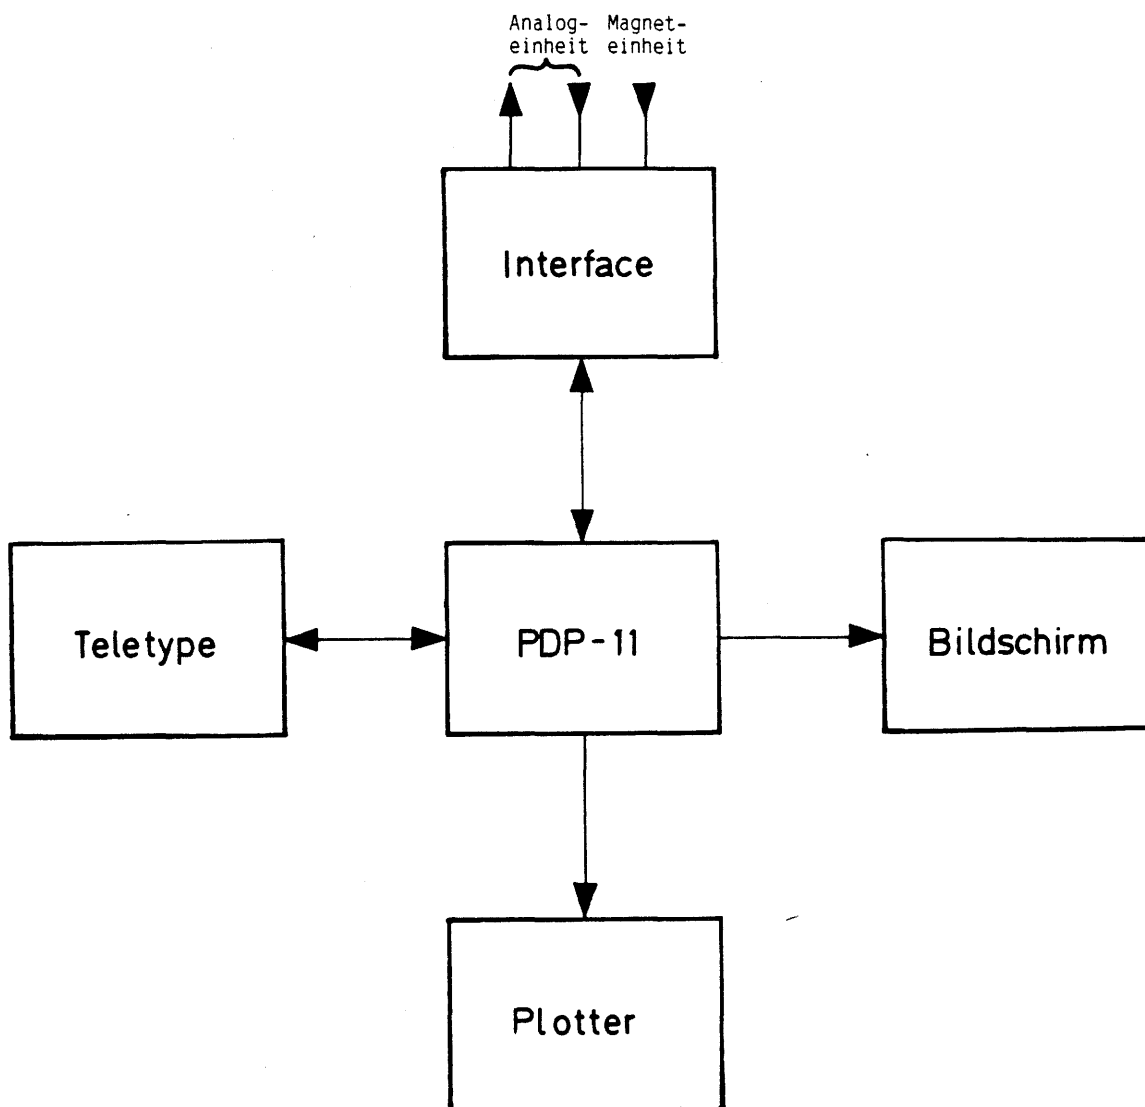 Analog- Magnet-
einheit einheit
Interface
Teletype PDP-11 Bildschirm
Plotter